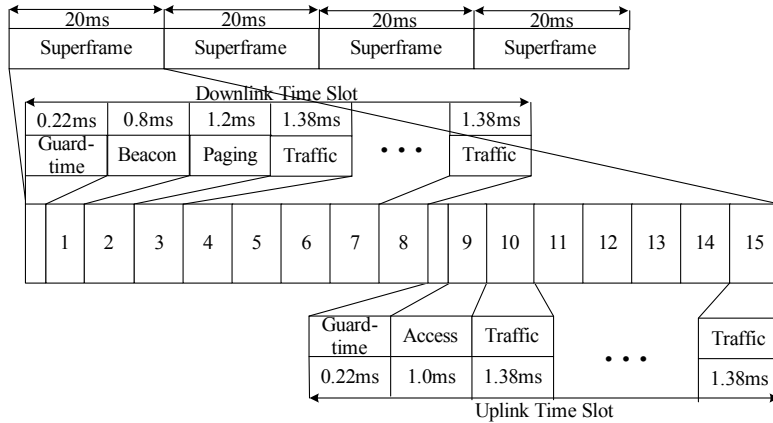 20ms 20ms 20ms 20ms
Superframe Superframe Superframe Superframe
Downlink Time Slot
0.22ms 0.8ms 1.2ms 1.38ms 1.38ms
Guard-time Beacon Paging Traffic • • • Traffic
1 2 3 4 5 6 7 8 9 10 11 12 13 14 15
Guard-time Access Traffic • • • Traffic
0.22ms 1.0ms 1.38ms 1.38ms
Uplink Time Slot